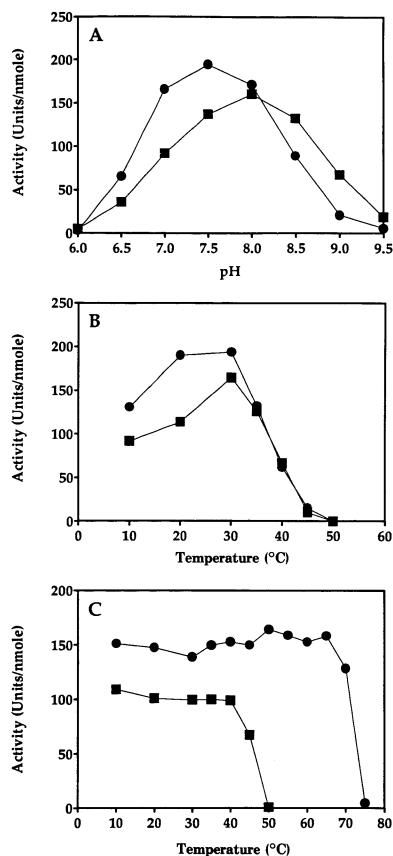 A
250
200
150
100
50
0
Activity (Units/nmole)
6.0 6.5 7.0 7.5 8.0 8.5 9.0 9.5
pH
B
250
200
150
100
50
0
Activity (Units/nmole)
0 10 20 30 40 50 60
Temperature (°C)
C
200
150
100
50
0
Activity (Units/nmole)
0 10 20 30 40 50 60 70 80
Temperature (°C)